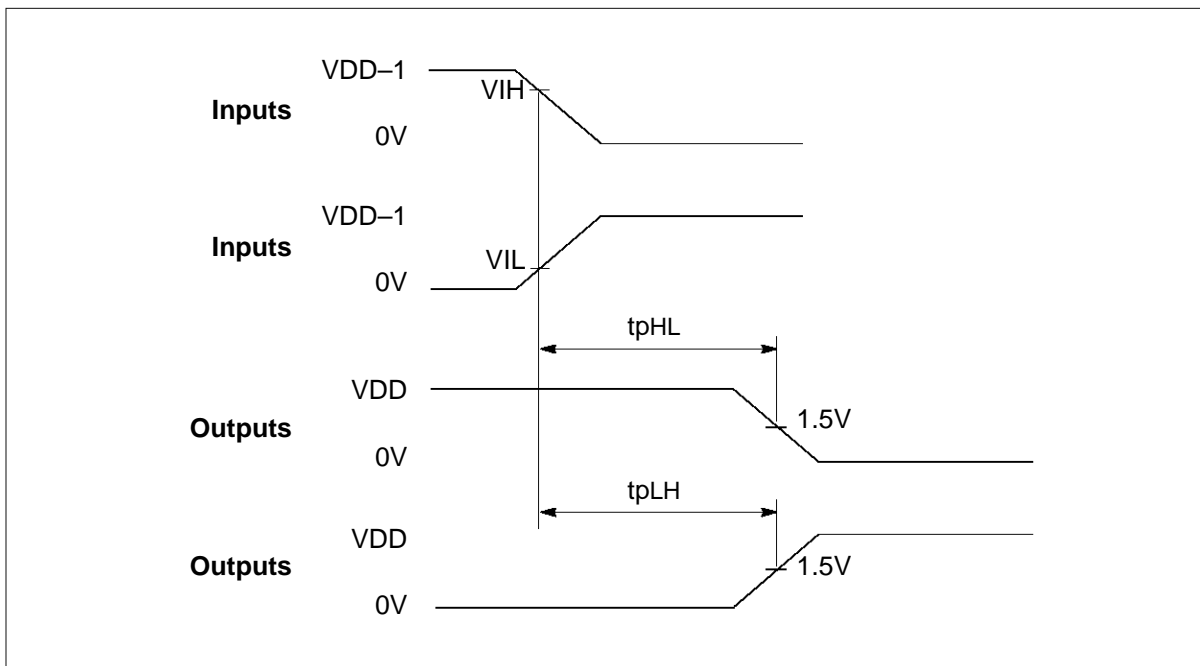 VDD–1
VIH
Inputs
0V
VDD–1
Inputs
VIL
0V
tpHL
VDD
1.5V
Outputs
0V
tpLH
VDD
1.5V
Outputs
0V